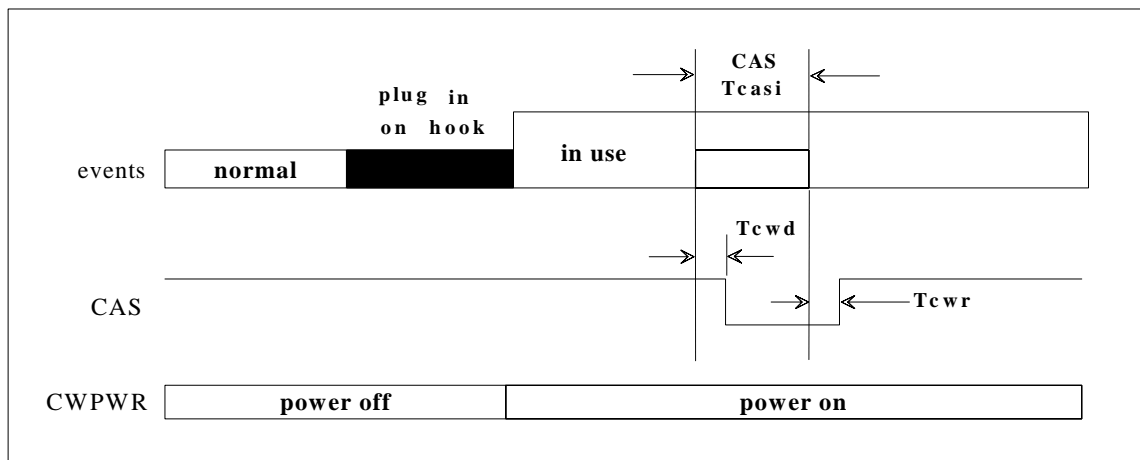 CAS
Tcasi
plug in
on hook
events
normal
in use
Tcwd
CAS
Tcwr
CWPWR
power off
power on